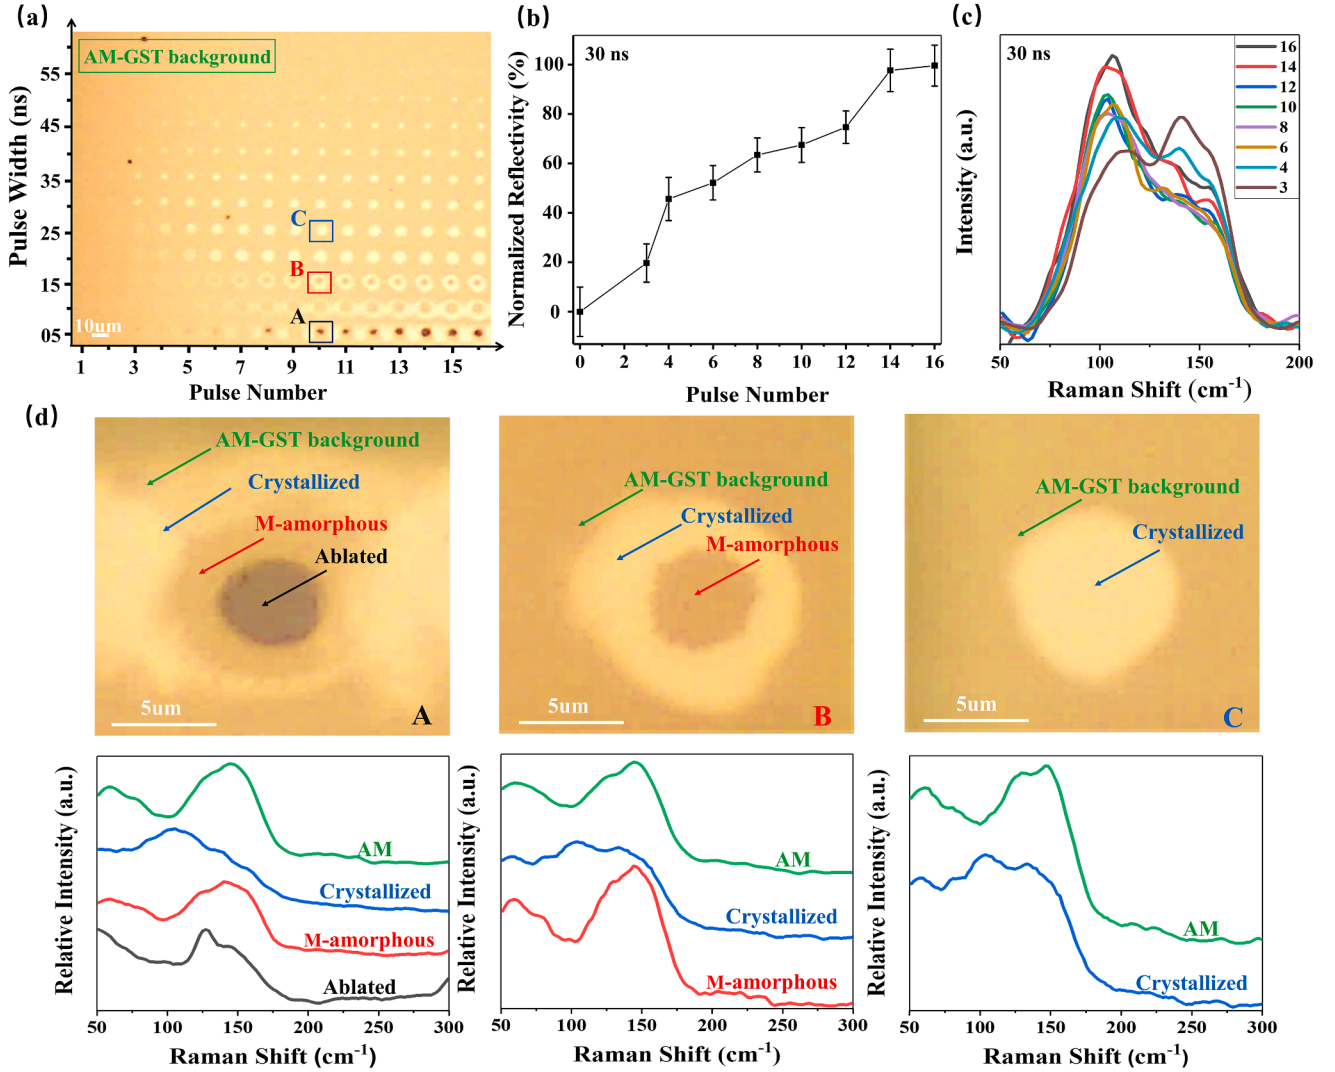 (a)
AM-GST background
Pulse Width (ns)
55
45
35
25
15
05
C
B
A
10um
1 3 5 7 9 11 13 15
Pulse Number
(b)
30 ns
Normalized Reflectivity (%)
100
80
60
40
20
0
0 2 4 6 8 10 12 14 16
Pulse Number
(c)
30 ns
16
14
12
10
8
6
4
3
Intensity (a.u.)
50 100 150 200
Raman Shift (cm-1)
(d)
AM-GST background
Crystallized
M-amorphous
Ablated
5um
A
AM-GST background
Crystallized
M-amorphous
5um
B
AM-GST background
Crystallized
5um
C
Relative Intensity (a.u.)
AM
Crystallized
M-amorphous
Ablated
50 100 150 200 250 300
Raman Shift (cm-1)
Relative Intensity (a.u.)
AM
Crystallized
M-amorphous
50 100 150 200 250 300
Raman Shift (cm-1)
Relative Intensity (a.u.)
AM
Crystallized
50 100 150 200 250 300
Raman Shift (cm-1)